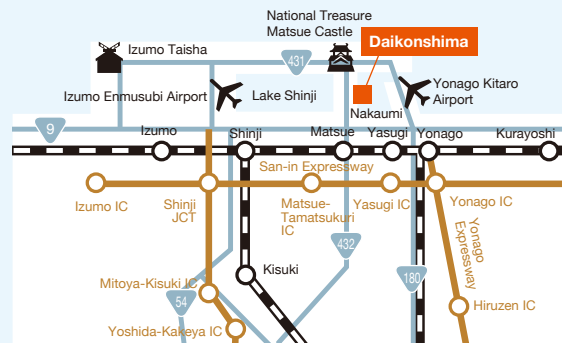 National Treasure
Matsue Castle
Daikonshima
Izumo Taisha
431
Izumo Enmusubi Airport
Lake Shinji
Yonago Kitaro
Airport
Nakaumi
9
Izumo
Shinji
Matsue
Yasugi
Yonago
Kurayoshi
San-in Expressway
Izumo IC
Shinji
JCT
Matsue-
Tamatsukuri
IC
Yasugi IC
Yonago IC
Yonago
Expressway
432
Kisuki
180
Mitoya-Kisuki IC
54
Hiruzen IC
Yoshida-Kakeya IC